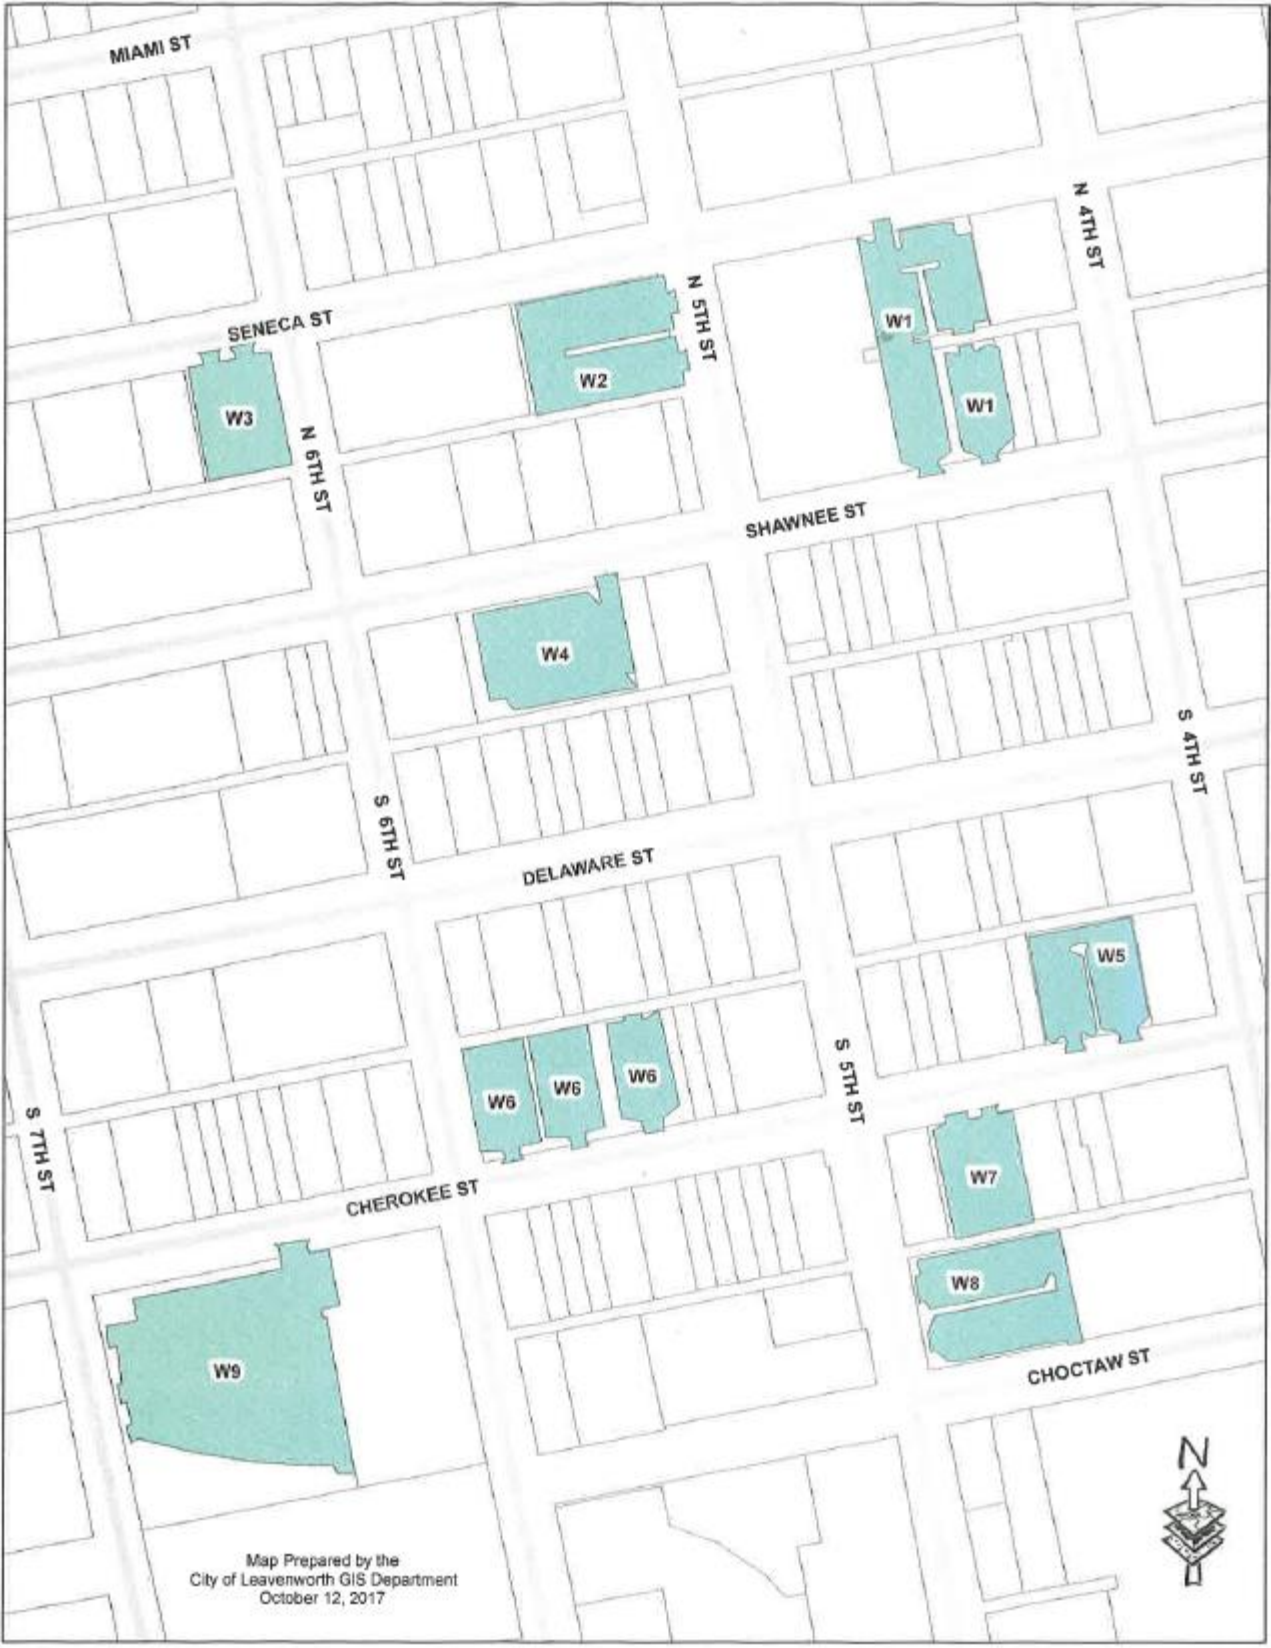 MIAMI ST
N 4TH ST
SENECA ST
N 5TH ST
W1
W2
W3
W1
N 6TH ST
SHAWNEE ST
W4
S 4TH ST
S 6TH ST
DELAWARE ST
W5
S 5TH ST
W6
W6
W6
S 7TH ST
W7
CHEROKEE ST
W8
W9
CHOCTAW ST
N
Map Prepared by the
City of Leavenworth GIS Department
October 12, 2017